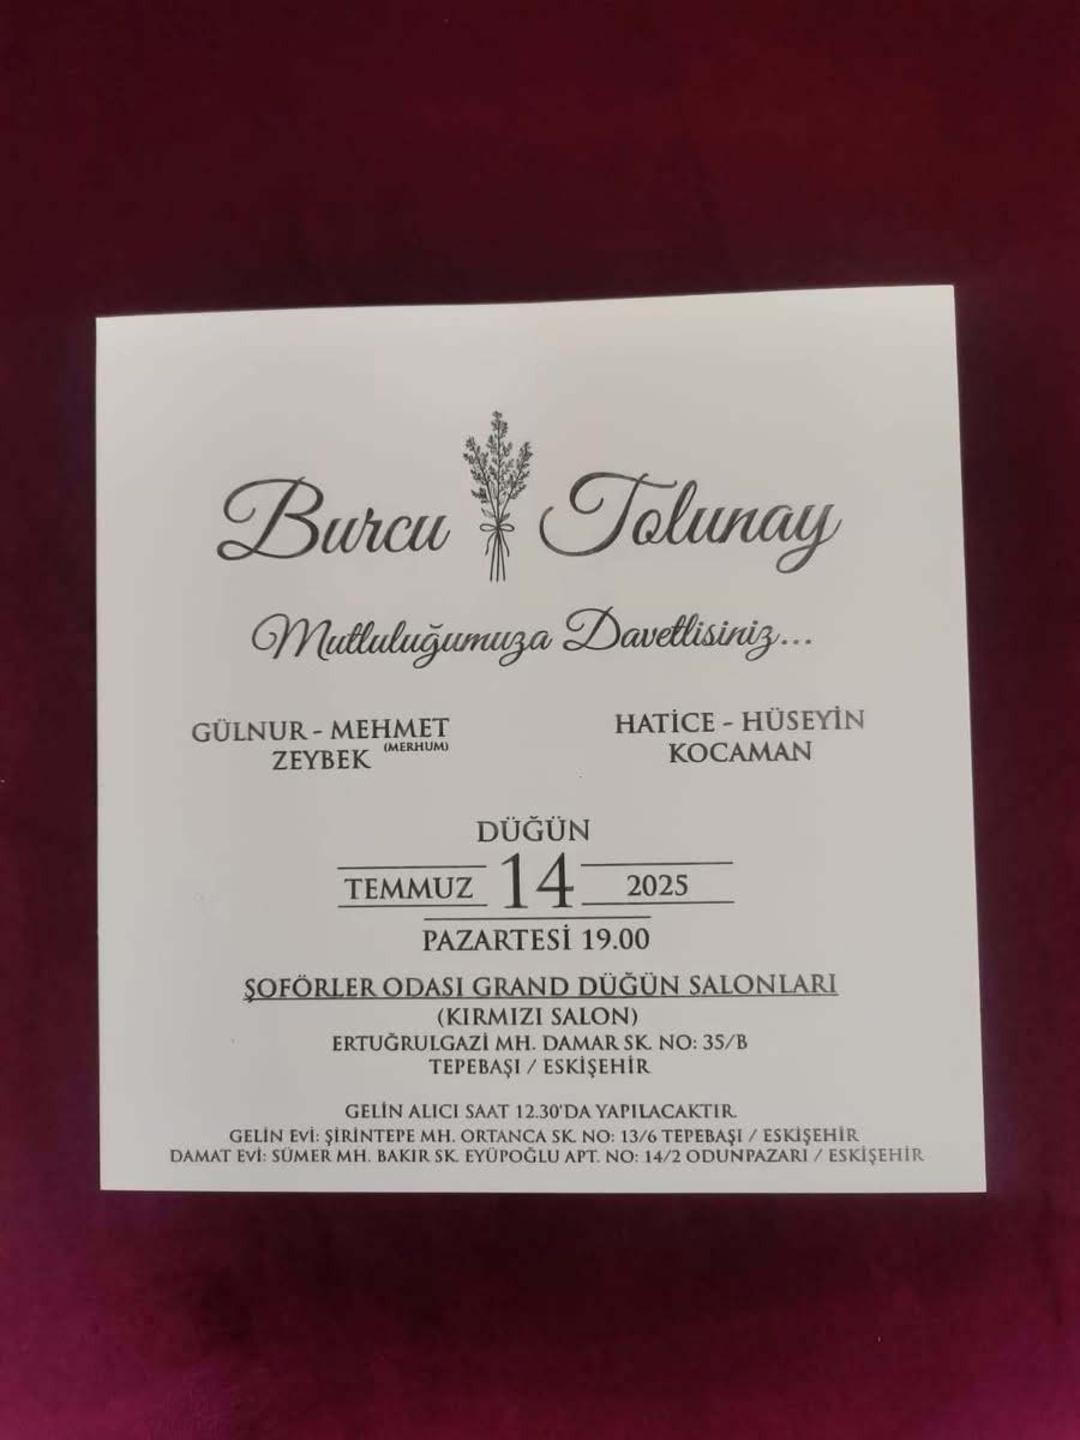 Burcu Tolunay
Mutluluğumuza Davetlisiniz...
GÜLNUR - MEHMET
ZEYBEK (MERHUM)
HATİCE - HÜSEYİN
KOCAMAN
DÜĞÜN
TEMMUZ 14 2025
PAZARTESİ 19.00
ŞOFÖRLER ODASI GRAND DÜĞÜN SALONLARI
(KIRMIZI SALON)
ERTUĞRULGAZİ MH. DAMAR SK. NO: 35/B
TEPEBAŞI / ESKİŞEHİR
GELİN ALICI SAAT 12.30'DA YAPILACAKTIR.
GELİN EVİ: ŞİRİNTEPE MH. ORTANCA SK. NO: 13/6 TEPEBAŞI / ESKİŞEHİR
DAMAT EVİ: SÜMER MH. BAKIR SK. EYÜPOĞLU APT. NO: 14/2 ODUNPAZARI / ESKİŞEHİR